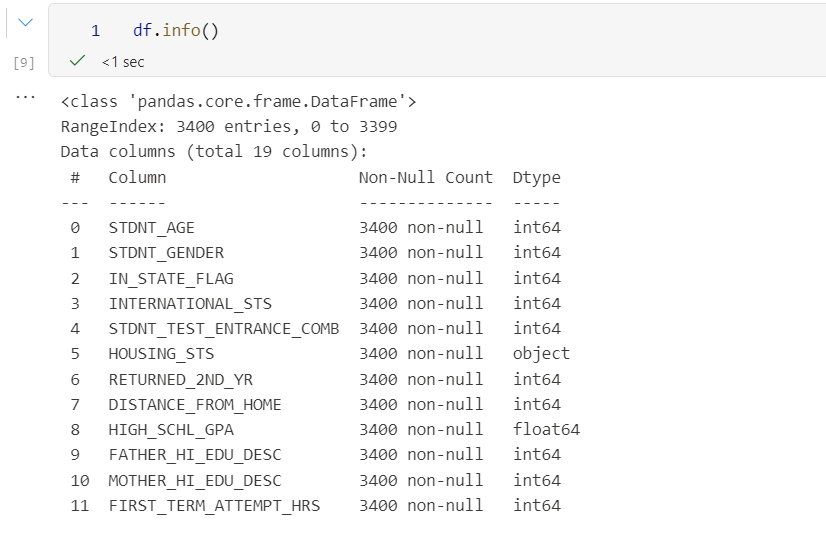 1 df.info()
[9] <1 sec
...
<class 'pandas.core.frame.DataFrame'>
RangeIndex: 3400 entries, 0 to 3399
Data columns (total 19 columns):
 #   Column                    Non-Null Count  Dtype
---  ------                    --------------  -----
 0   STDNT_AGE                 3400 non-null   int64
 1   STDNT_GENDER              3400 non-null   int64
 2   IN_STATE_FLAG             3400 non-null   int64
 3   INTERNATIONAL_STS         3400 non-null   int64
 4   STDNT_TEST_ENTRANCE_COMB  3400 non-null   int64
 5   HOUSING_STS               3400 non-null   object
 6   RETURNED_2ND_YR           3400 non-null   int64
 7   DISTANCE_FROM_HOME        3400 non-null   int64
 8   HIGH_SCHL_GPA             3400 non-null   float64
 9   FATHER_HI_EDU_DESC        3400 non-null   int64
 10  MOTHER_HI_EDU_DESC        3400 non-null   int64
 11  FIRST_TERM_ATTEMPT_HRS    3400 non-null   int64